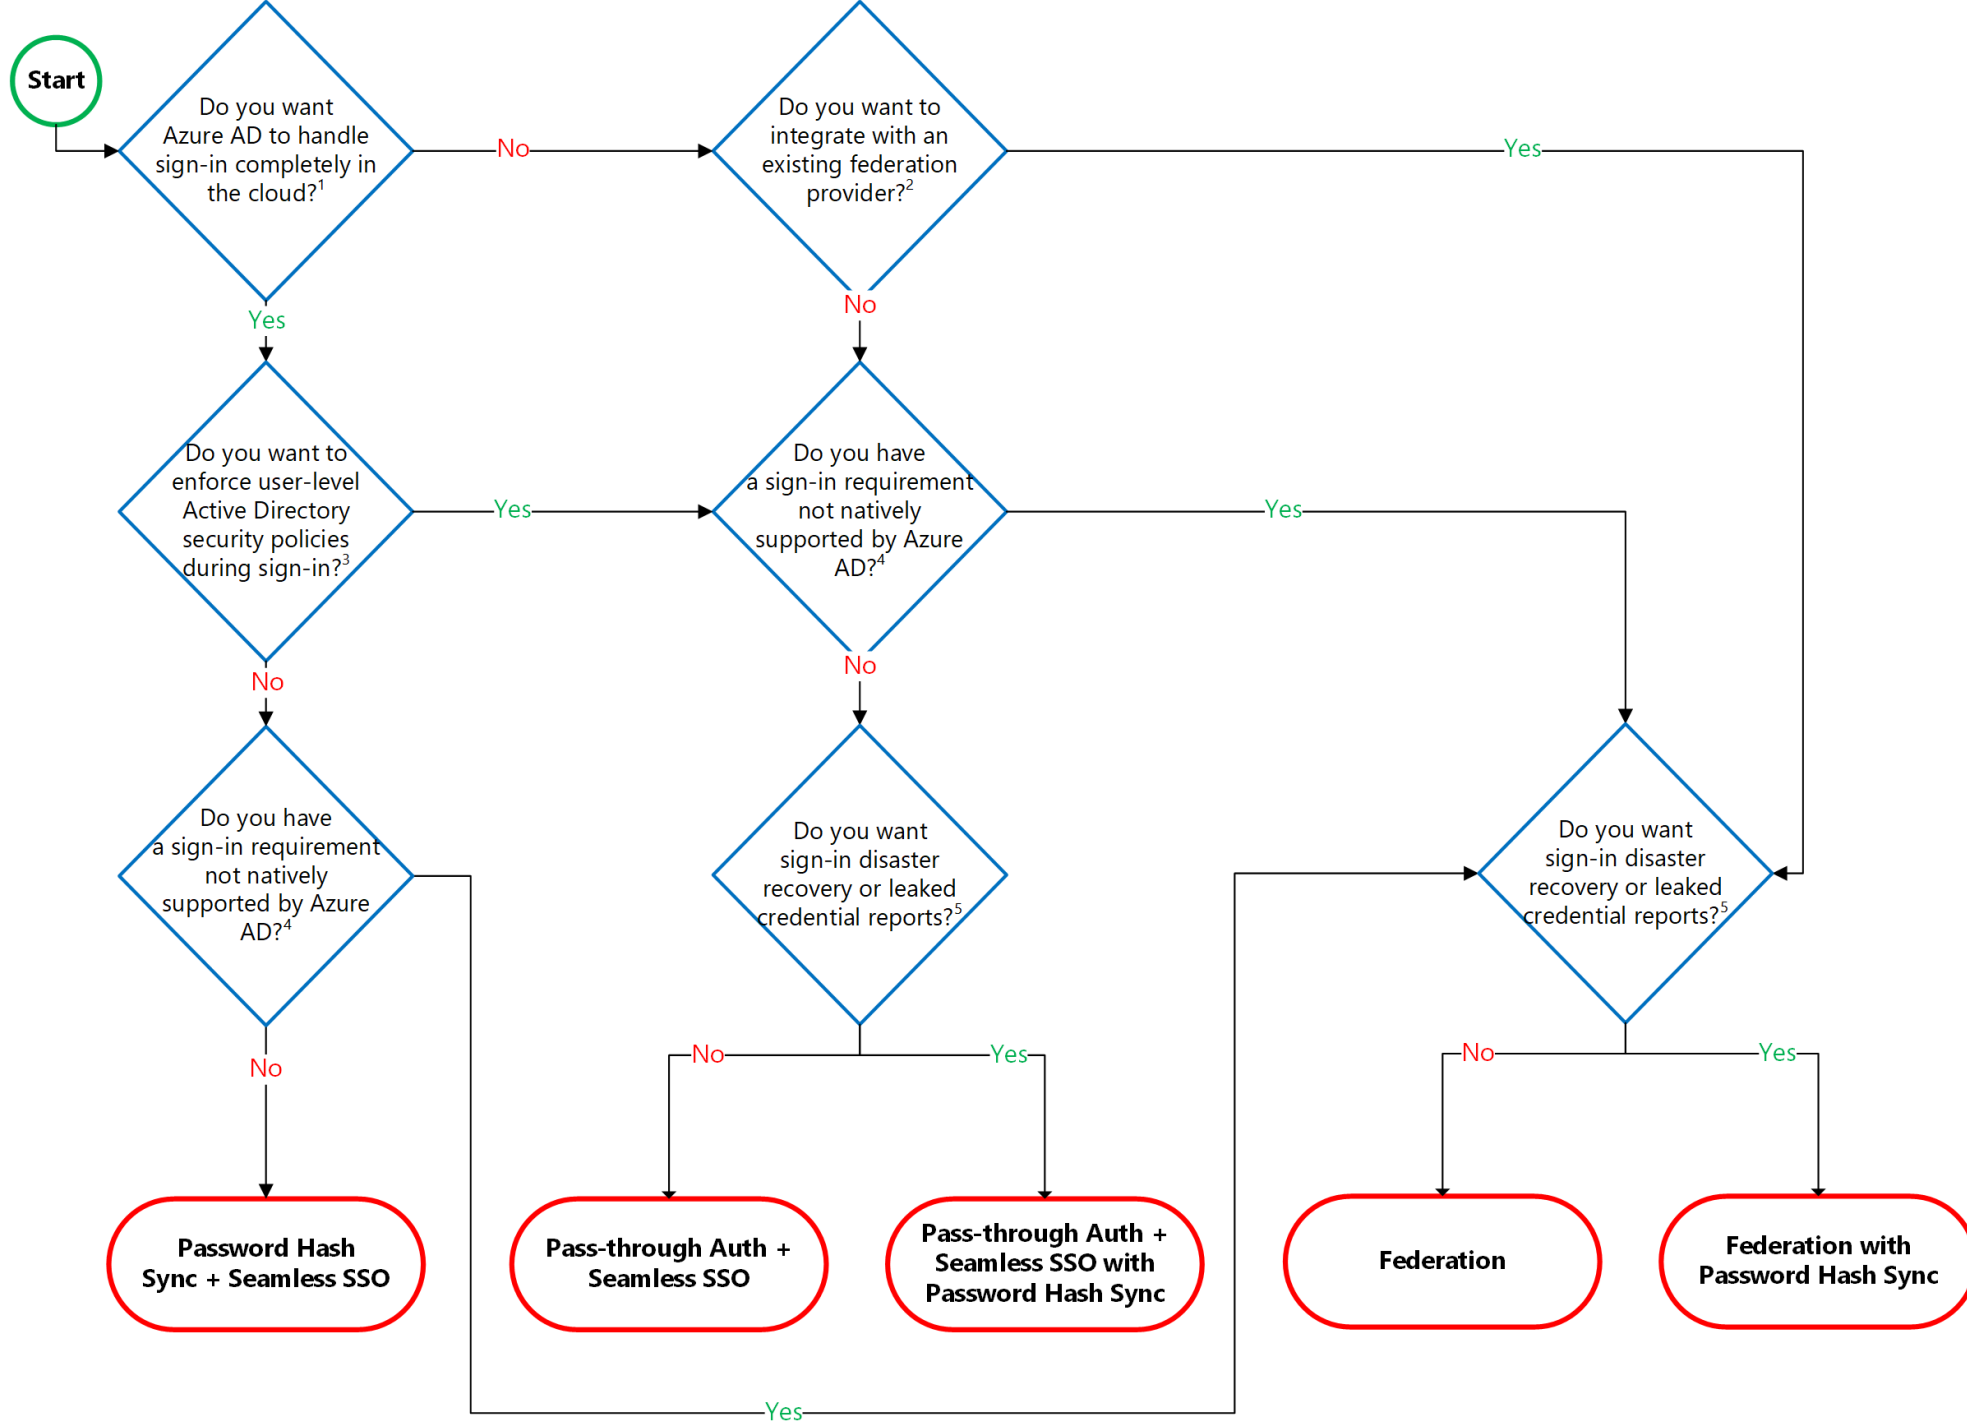 Start
Do you want
Azure AD to handle
sign-in completely in
the cloud?1
No
Do you want to
integrate with an
existing federation
provider?2
Yes
Yes
No
Do you want to
enforce user-level
Active Directory
security policies
during sign-in?3
Yes
Do you have
a sign-in requirement
not natively
supported by Azure
AD?4
Yes
No
No
Do you have
a sign-in requirement
not natively
supported by Azure
AD?4
Do you want
sign-in disaster
recovery or leaked
credential reports?5
Do you want
sign-in disaster
recovery or leaked
credential reports?5
No
No
Yes
No
Yes
Password Hash
Sync + Seamless SSO
Pass-through Auth +
Seamless SSO
Pass-through Auth +
Seamless SSO with
Password Hash Sync
Federation
Federation with
Password Hash Sync
Yes